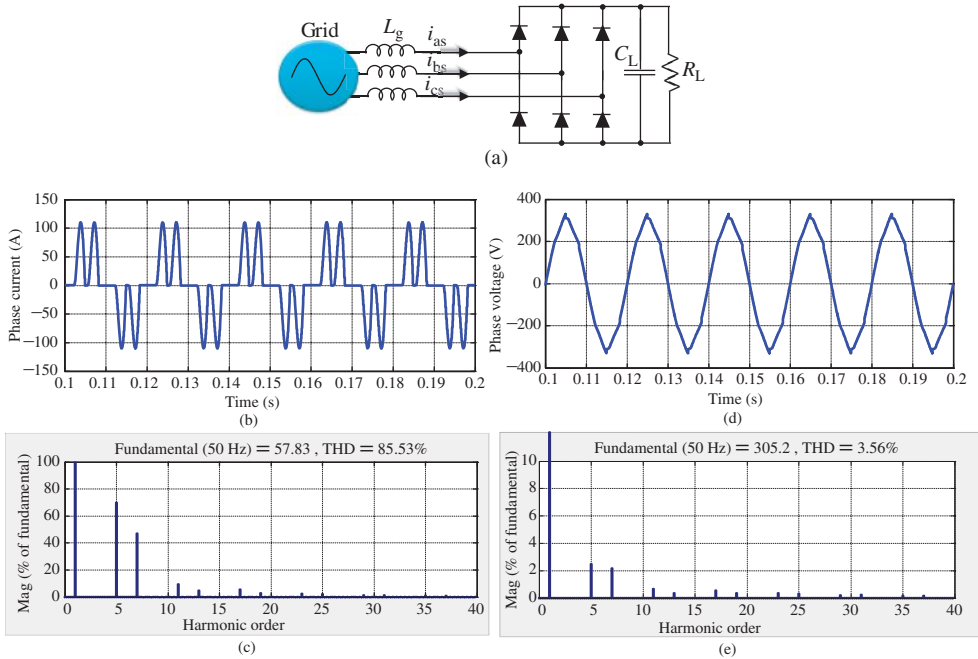 Grid
L_g
i_as
i_bs
i_cs
C_L
R_L
(a)
Phase current (A)
150
100
50
0
−50
−100
−150
0.1 0.11 0.12 0.13 0.14 0.15 0.16 0.17 0.18 0.19 0.2
Time (s)
(b)
Phase voltage (V)
400
200
0
−200
−400
0.1 0.11 0.12 0.13 0.14 0.15 0.16 0.17 0.18 0.19 0.2
Time (s)
(d)
Fundamental (50 Hz) = 57.83 , THD = 85.53%
Mag (% of fundamental)
100
80
60
40
20
0
0 5 10 15 20 25 30 35 40
Harmonic order
(c)
Fundamental (50 Hz) = 305.2 , THD = 3.56%
Mag (% of fundamental)
10
8
6
4
2
0
0 5 10 15 20 25 30 35 40
Harmonic order
(e)